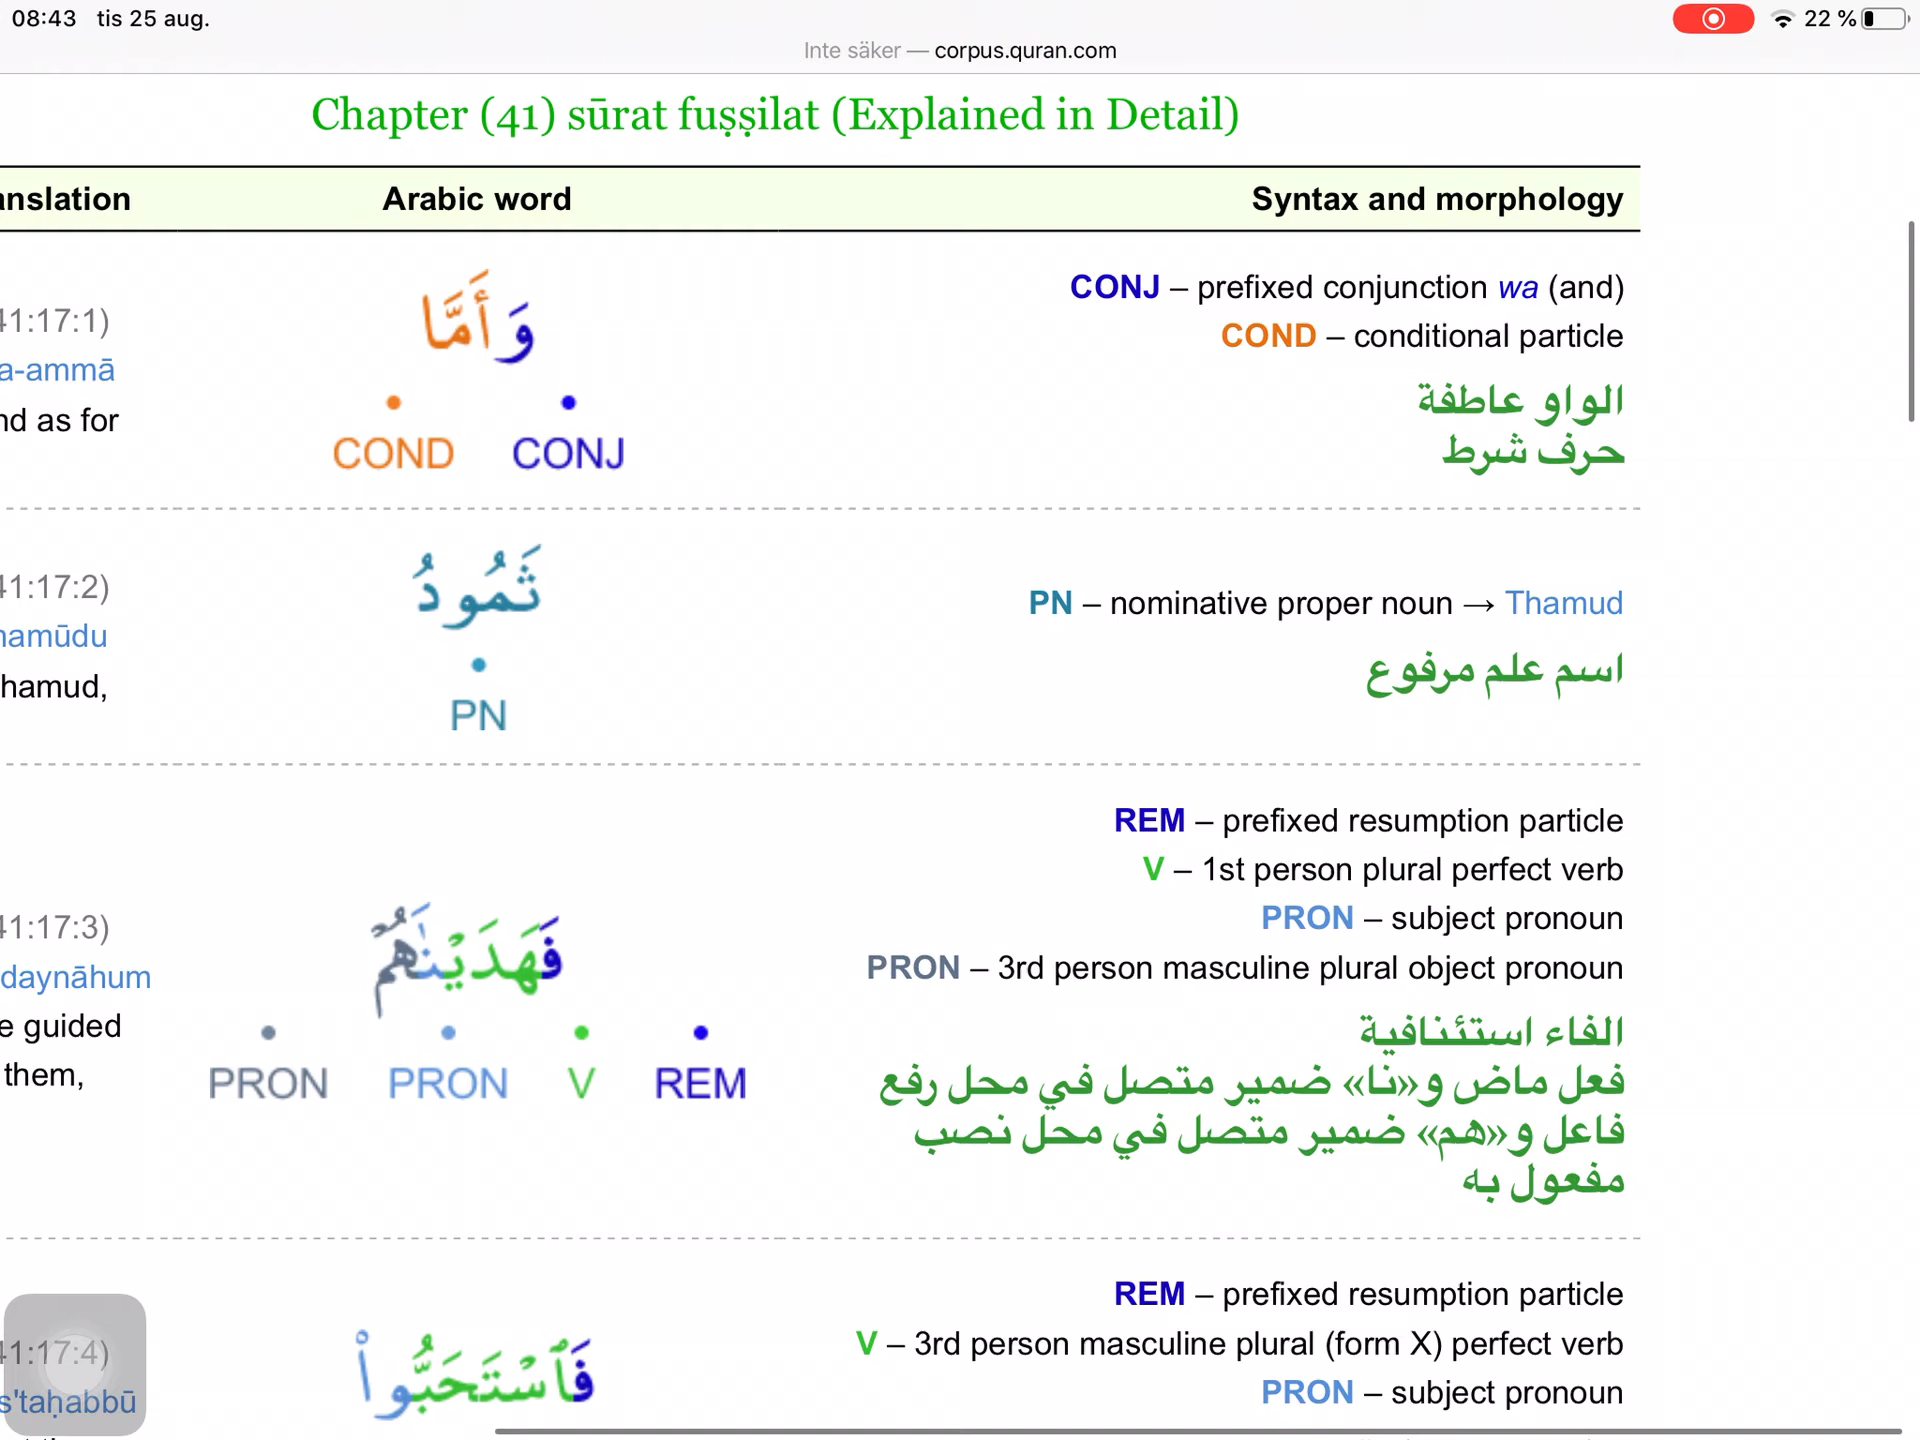 08:43 tis 25 aug.
22 %
Inte säker — corpus.quran.com
Chapter (41) sūrat fuṣṣilat (Explained in Detail)
anslation Arabic word Syntax and morphology
41:17:1)
a-ammā
nd as for
وَأَمَّا
COND CONJ
CONJ – prefixed conjunction wa (and)
COND – conditional particle
الواو عاطفة
حرف شرط
41:17:2)
namūdu
hamud,
ثَمُودُ
PN
PN – nominative proper noun → Thamud
اسم علم مرفوع
41:17:3)
daynāhum
e guided
them,
فَهَدَيْنَٰهُمْ
PRON PRON V REM
REM – prefixed resumption particle
V – 1st person plural perfect verb
PRON – subject pronoun
PRON – 3rd person masculine plural object pronoun
الفاء استئنافية
فعل ماض و«نا» ضمير متصل في محل رفع
فاعل و«هم» ضمير متصل في محل نصب
مفعول به
41:17:4)
s'taḥabbū
فَٱسْتَحَبُّوا۟
REM – prefixed resumption particle
V – 3rd person masculine plural (form X) perfect verb
PRON – subject pronoun